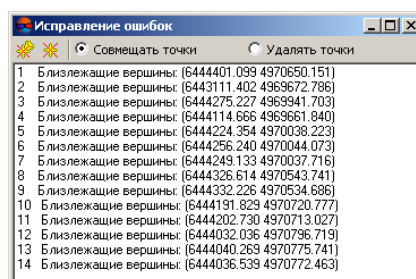 Исправление ошибок
Совмещать точки Удалять точки
1 Близлежащие вершины: (6444401.099 4970650.151)
2 Близлежащие вершины: (6443111.402 4969672.786)
3 Близлежащие вершины: (6444275.227 4969941.703)
4 Близлежащие вершины: (6444114.666 4969661.840)
5 Близлежащие вершины: (6444224.354 4970038.223)
6 Близлежащие вершины: (6444256.240 4970044.073)
7 Близлежащие вершины: (6444249.133 4970037.716)
8 Близлежащие вершины: (6444326.614 4970543.741)
9 Близлежащие вершины: (6444332.226 4970534.686)
10 Близлежащие вершины: (6444191.829 4970720.777)
11 Близлежащие вершины: (6444202.730 4970713.027)
12 Близлежащие вершины: (6444032.036 4970796.719)
13 Близлежащие вершины: (6444040.269 4970775.741)
14 Близлежащие вершины: (6444036.539 4970772.463)